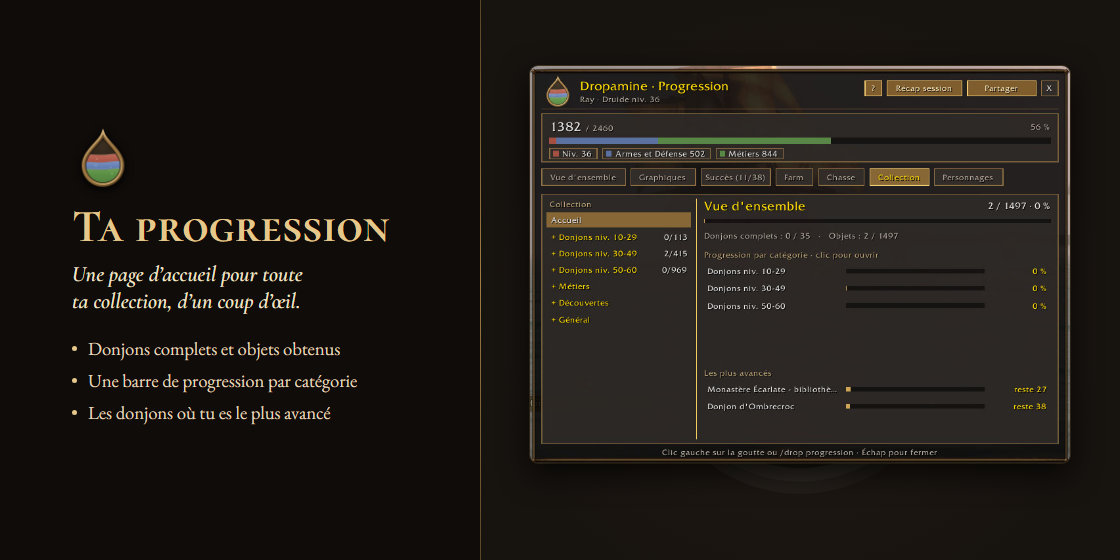 Ta progression
Une page d'accueil pour toute
ta collection, d'un coup d'œil.
• Donjons complets et objets obtenus
• Une barre de progression par catégorie
• Les donjons où tu es le plus avancé
Dropamine · Progression
Ray · Druide niv. 36
?
Récap session
Partager
X
1382 / 2460
56 %
Niv. 36
Armes et Défense 502
Métiers 844
Vue d'ensemble
Graphiques
Succès (11/38)
Farm
Chasse
Collection
Personnages
Collection
Accueil
+ Donjons niv. 10-29 0/113
+ Donjons niv. 30-49 2/415
+ Donjons niv. 50-60 0/969
+ Métiers
+ Découvertes
+ Général
Vue d'ensemble
2 / 1497 · 0 %
Donjons complets : 0 / 35 · Objets : 2 / 1497
Progression par catégorie · clic pour ouvrir
Donjons niv. 10-29 0 %
Donjons niv. 30-49 0 %
Donjons niv. 50-60 0 %
Les plus avancés
Monastère Écarlate - bibliothè... reste 27
Donjon d'Ombrecroc reste 38
Clic gauche sur la goutte ou /drop progression · Échap pour fermer